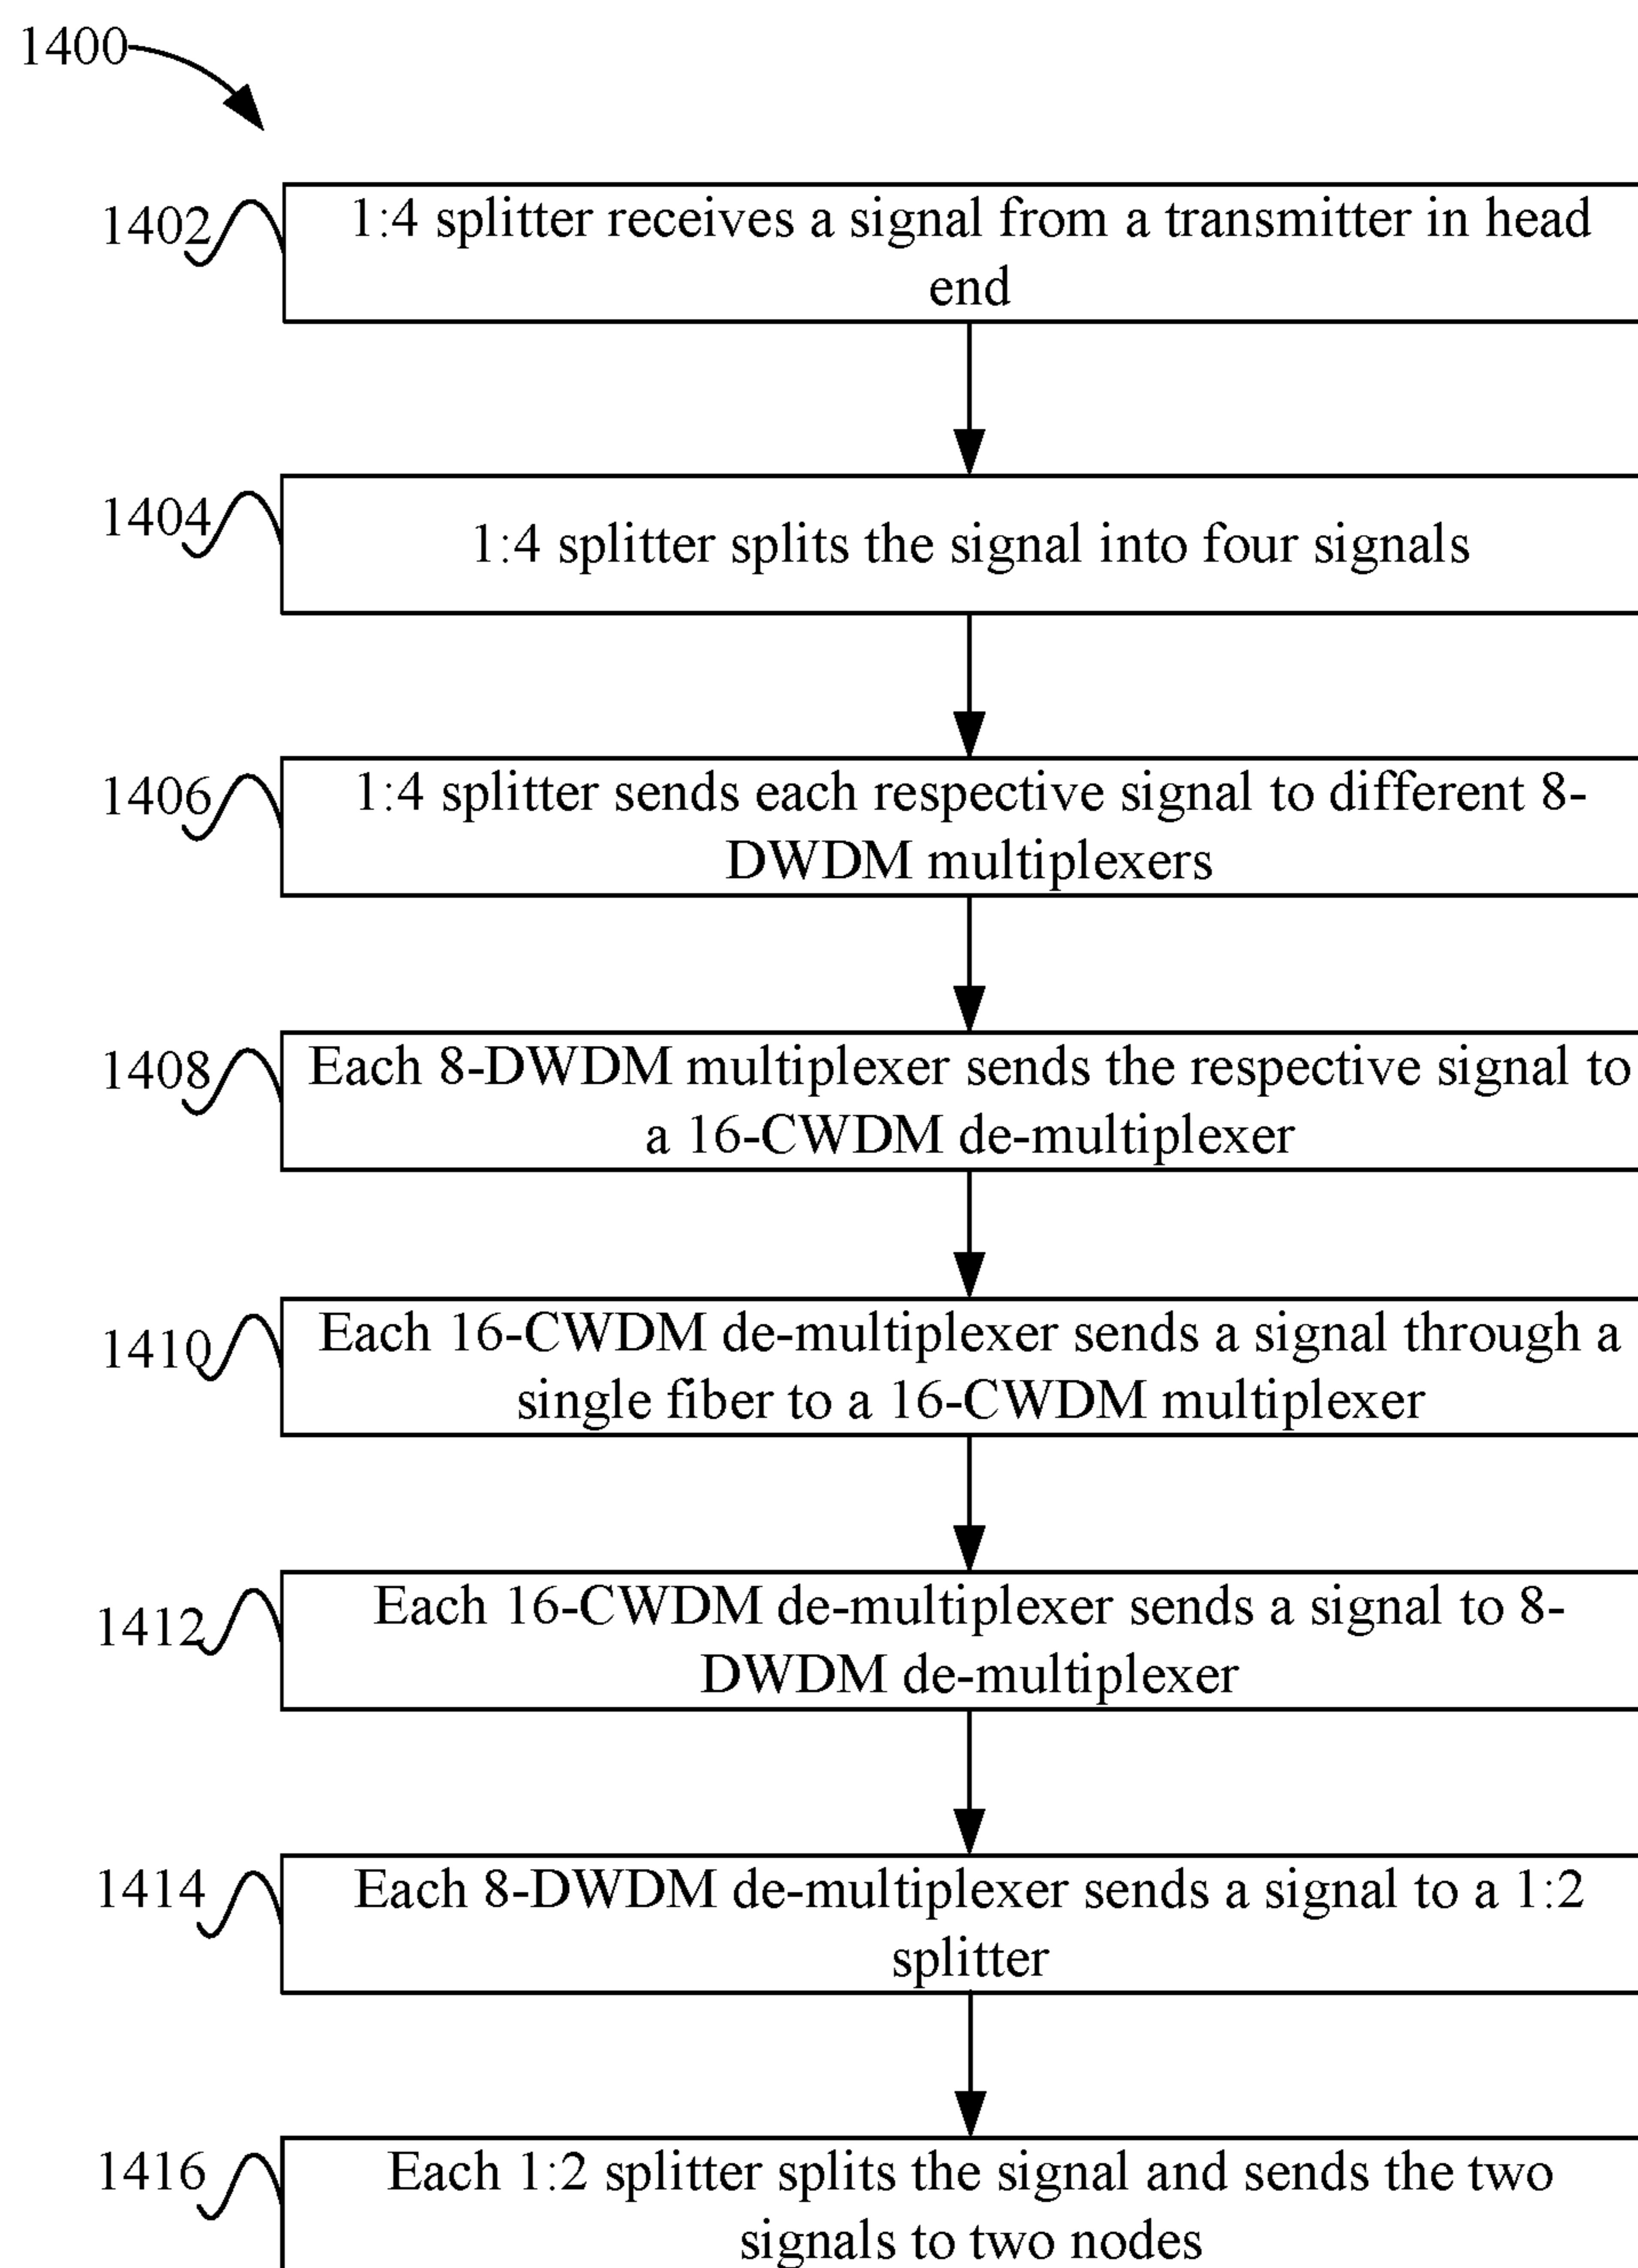 1400
1402
1:4 splitter receives a signal from a transmitter in head
end
1404
1:4 splitter splits the signal into four signals
1406
1:4 splitter sends each respective signal to different 8-
DWDM multiplexers
1408
Each 8-DWDM multiplexer sends the respective signal to
a 16-CWDM de-multiplexer
1410
Each 16-CWDM de-multiplexer sends a signal through a
single fiber to a 16-CWDM multiplexer
1412
Each 16-CWDM de-multiplexer sends a signal to 8-
DWDM de-multiplexer
1414
Each 8-DWDM de-multiplexer sends a signal to a 1:2
splitter
1416
Each 1:2 splitter splits the signal and sends the two
signals to two nodes